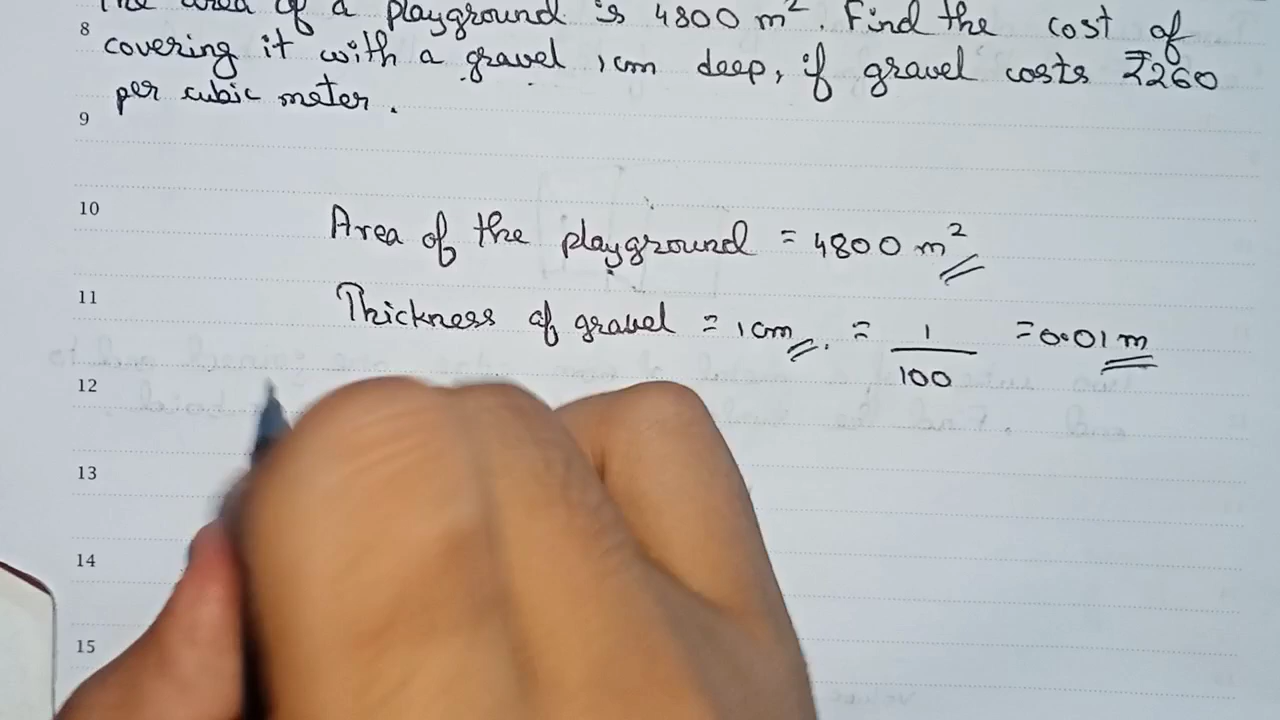 The area of a playground is 4800 m². Find the cost of
8
covering it with a gravel 1cm deep, if gravel costs ₹260
per cubic meter.
9
10
Area of the playground = 4800 m²
11
Thickness of gravel = 1cm. = 1/100 = 0.01 m
12
13
14
15